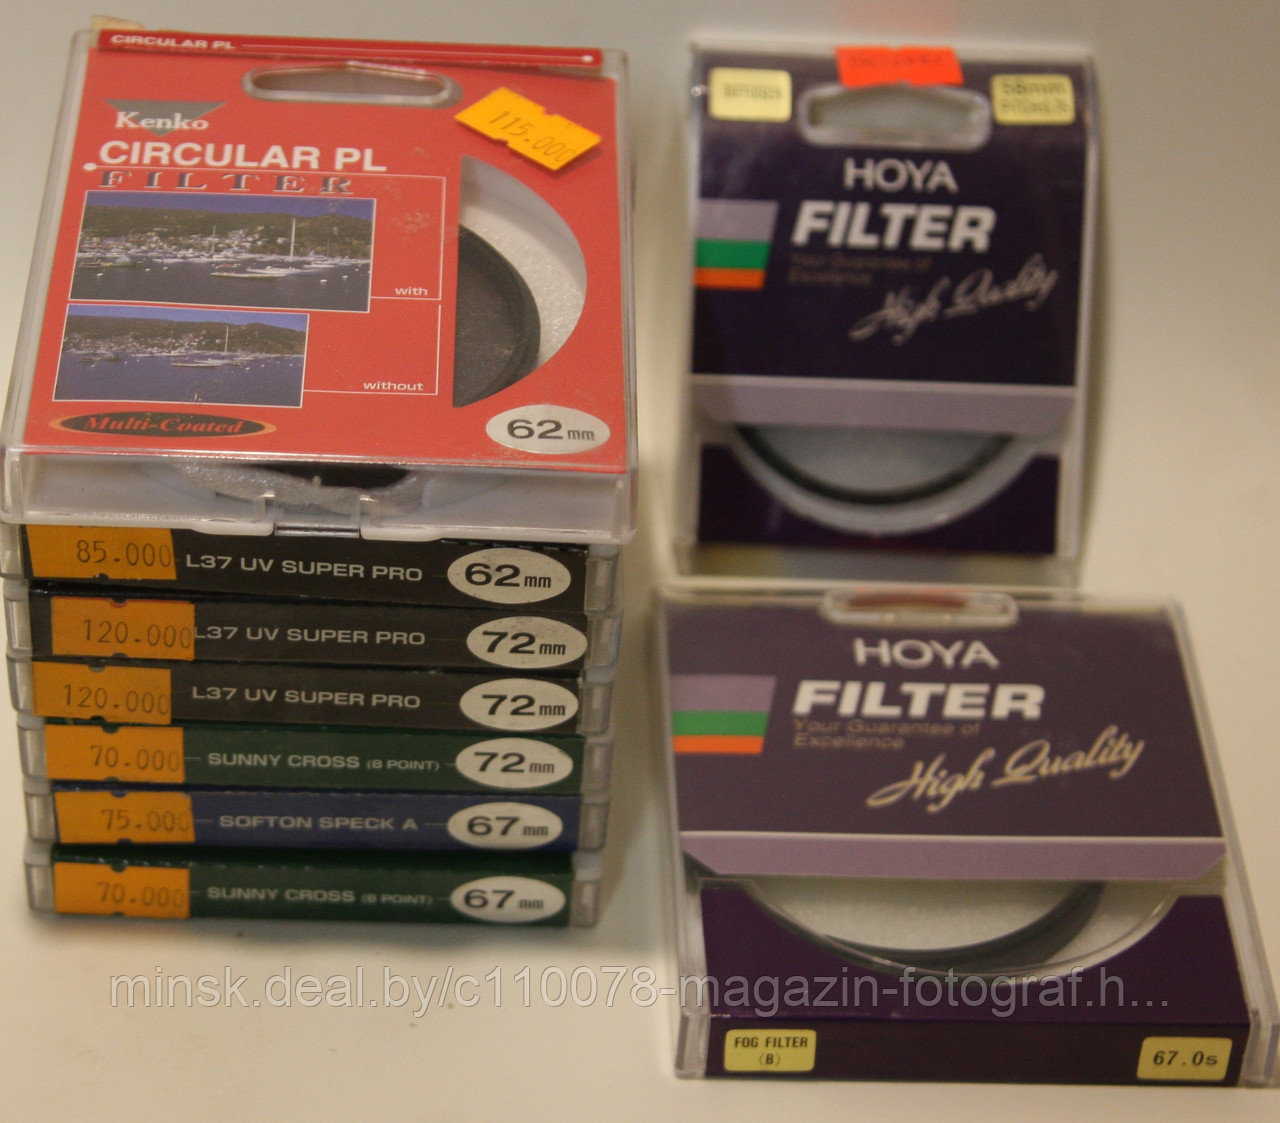 CIRCULAR PL
Kenko
CIRCULAR PL
FILTER
115.000
with
without
Multi-Coated
62mm
85.000 L37 UV SUPER PRO 62mm
120.000 L37 UV SUPER PRO 72mm
120.000 L37 UV SUPER PRO 72mm
70.000 SUNNY CROSS (8 POINT) 72mm
75.000 SOFTON SPECK A 67mm
70.000 SUNNY CROSS (8 POINT) 67mm
58mm
HOYA
FILTER
Your Guarantee of
Excellence
High Quality
HOYA
FILTER
Your Guarantee of
Excellence
High Quality
FOG FILTER
(B)
67.0s
minsk.deal.by/c110078-magazin-fotograf.h...